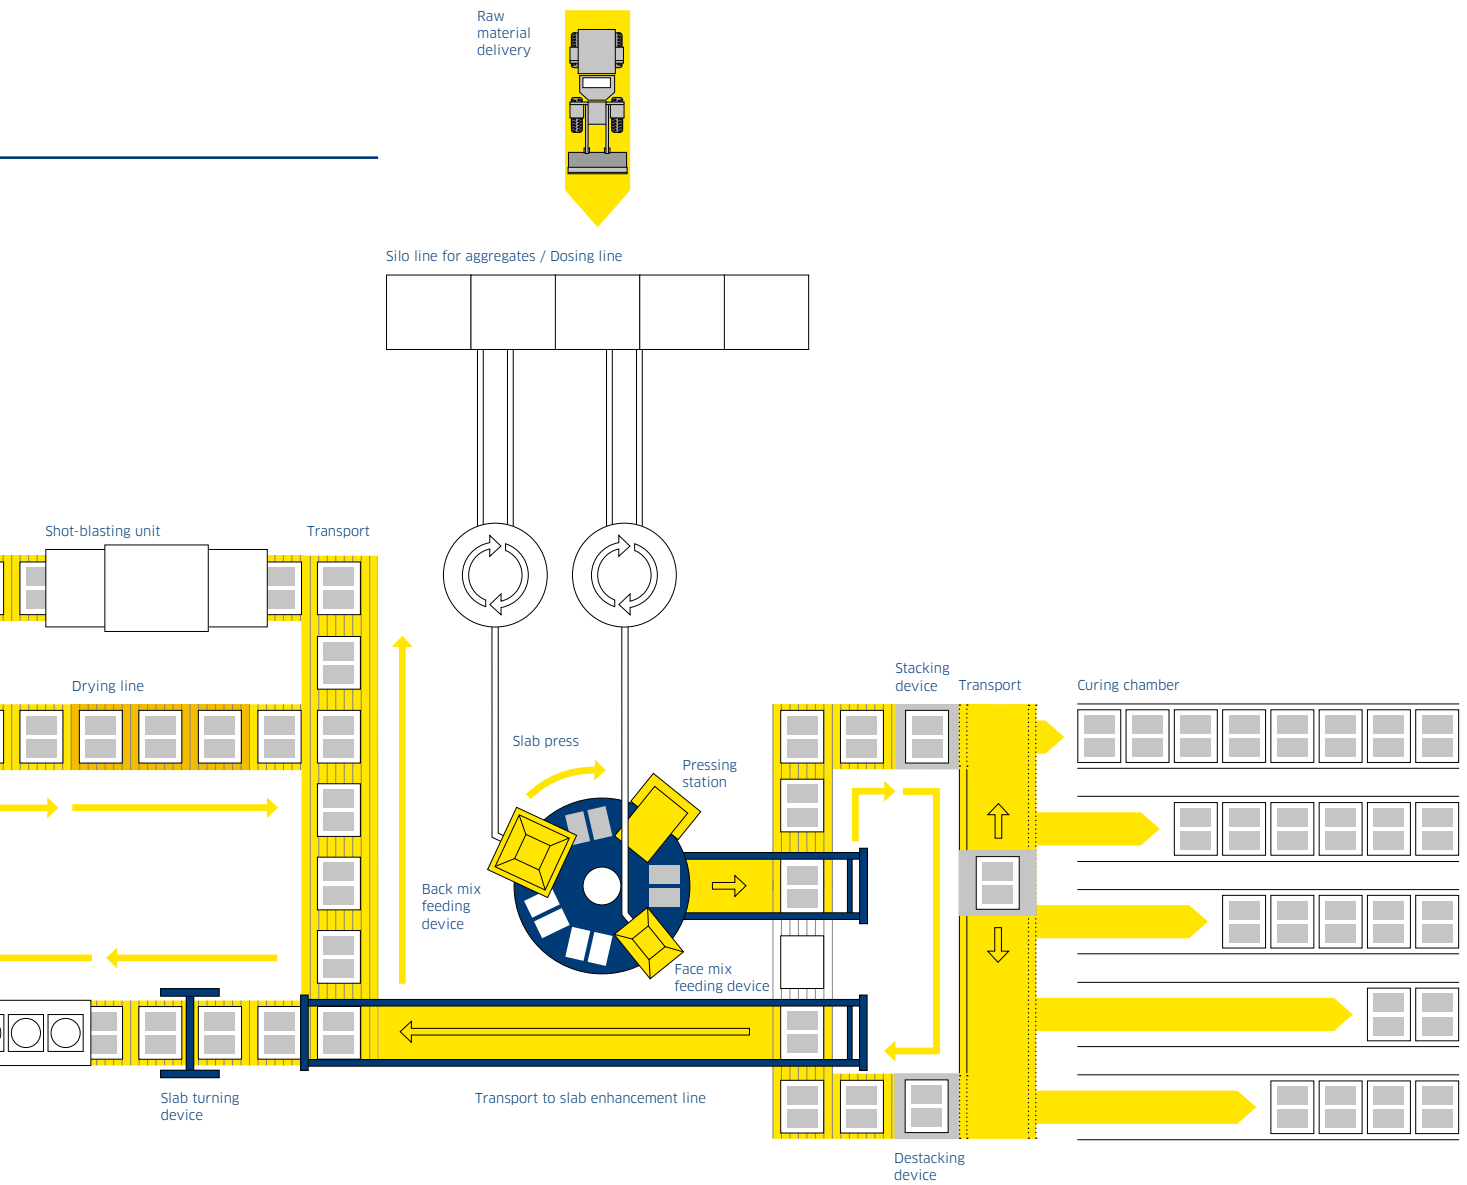 Raw
material
delivery
Silo line for aggregates / Dosing line
Shot-blasting unit
Transport
Drying line
Slab press
Pressing
station
Stacking
device
Transport
Curing chamber
Back mix
feeding
device
Face mix
feeding device
Slab turning
device
Transport to slab enhancement line
Destacking
device